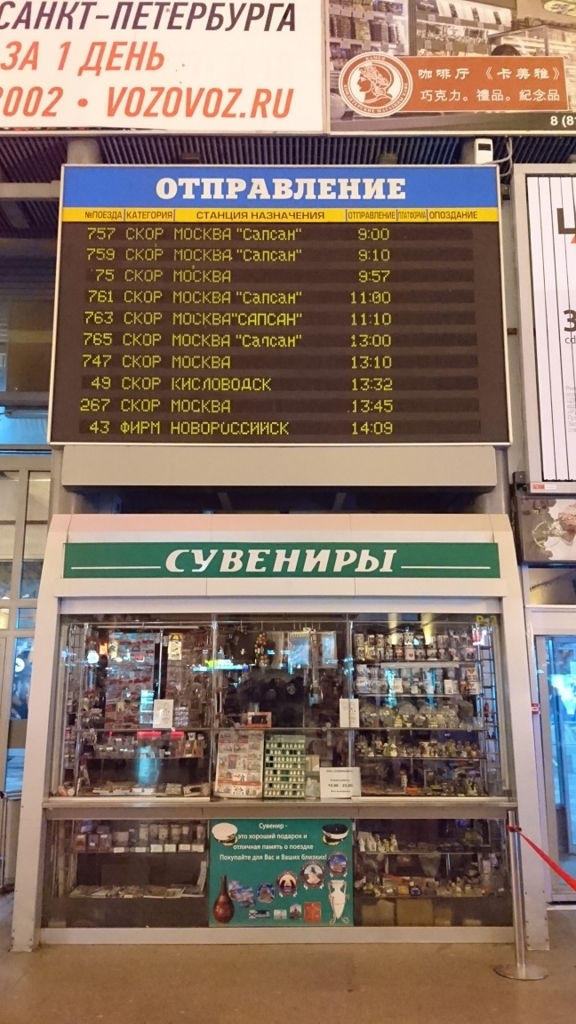 САНКТ-ПЕТЕРБУРГА
ЗА 1 ДЕНЬ
2002 • VOZOVOZ.RU
咖啡厅 《卡美雅》
巧克力。禮品。紀念品
8 (8
ОТПРАВЛЕНИЕ
№ПОЕЗДА КАТЕГОРИЯ СТАНЦИЯ НАЗНАЧЕНИЯ ОТПРАВЛЕНИЕ ПЛАТФОРМА ОПОЗДАНИЕ
757 СКОР МОСКВА "Сапсан" 9:00
759 СКОР МОСКВА "Сапсан" 9:10
75 СКОР МОСКВА 9:57
761 СКОР МОСКВА "Сапсан" 11:00
763 СКОР МОСКВА"САПСАН" 11:10
765 СКОР МОСКВА "Сапсан" 13:00
747 СКОР МОСКВА 13:10
49 СКОР КИСЛОВОДСК 13:32
267 СКОР МОСКВА 13:45
43 ФИРМ НОВОРОССИЙСК 14:09
СУВЕНИРЫ
Сувенир -
это хороший подарок и
отличная память о поездке
Покупайте для Вас и Ваших близких!